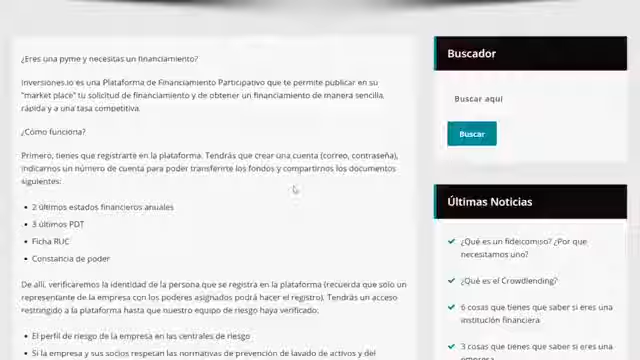 ¿Eres una pyme y necesitas un financiamiento?
Inversiones.io es una Plataforma de Financiamiento Participativo que te permite publicar en su
"market place" tu solicitud de financiamiento y de obtener un financiamiento de manera sencilla,
rápida y a una tasa competitiva.
¿Cómo funciona?
Primero, tienes que registrarte en la plataforma. Tendrás que crear una cuenta (correo, contraseña),
indicarnos un número de cuenta para poder transferirte los fondos y compartirnos los documentos
siguientes:
2 últimos estados financieros anuales
3 últimos PDT
Ficha RUC
Constancia de poder
De allí, verificaremos la identidad de la persona que se registra en la plataforma (recuerda que solo un
representante de la empresa con los poderes asignados podrá hacer el registro). Tendrás un acceso
restringido a la plataforma hasta que nuestro equipo de riesgo haya verificado:
El perfil de riesgo de la empresa en las centrales de riesgo
Si la empresa y sus socios respetan las normativas de prevención de lavado de activos y del
Buscador
Buscar aquí
Buscar
Últimas Noticias
¿Qué es un fideicomiso? ¿Por que
necesitamos uno?
¿Qué es el Crowdlending?
6 cosas que tienes que saber si eres una
institución financiera
3 cosas que tienes que saber si eres una
empresa